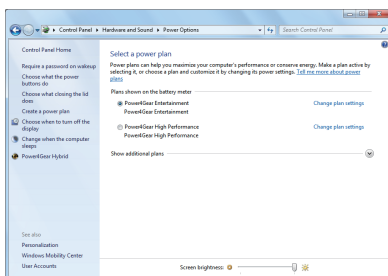 Control Panel ▸ Hardware and Sound ▸ Power Options
Search Control Panel
Control Panel Home
Require a password on wakeup
Choose what the power
buttons do
Choose what closing the lid
does
Create a power plan
Choose when to turn off the
display
Change when the computer
sleeps
Power4Gear Hybrid
See also
Personalization
Windows Mobility Center
User Accounts
Select a power plan
Power plans can help you maximize your computer's performance or conserve energy. Make a plan active by
selecting it, or choose a plan and customize it by changing its power settings. Tell me more about power
plans
Plans shown on the battery meter
Power4Gear Entertainment Change plan settings
Power4Gear Entertainment
Power4Gear High Performance Change plan settings
Power4Gear High Performance
Show additional plans
Screen brightness: